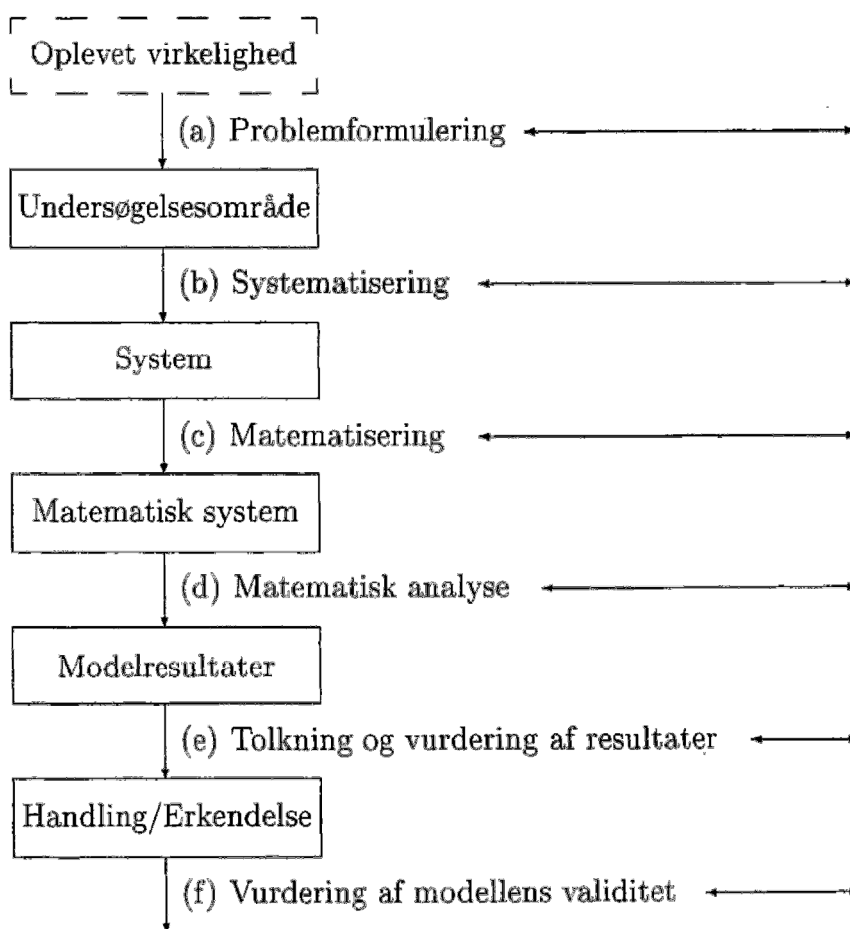 Oplevet virkelighed
(a) Problemformulering
Undersøgelsesområde
(b) Systematisering
System
(c) Matematisering
Matematisk system
(d) Matematisk analyse
Modelresultater
(e) Tolkning og vurdering af resultater
Handling/Erkendelse
(f) Vurdering af modellens validitet